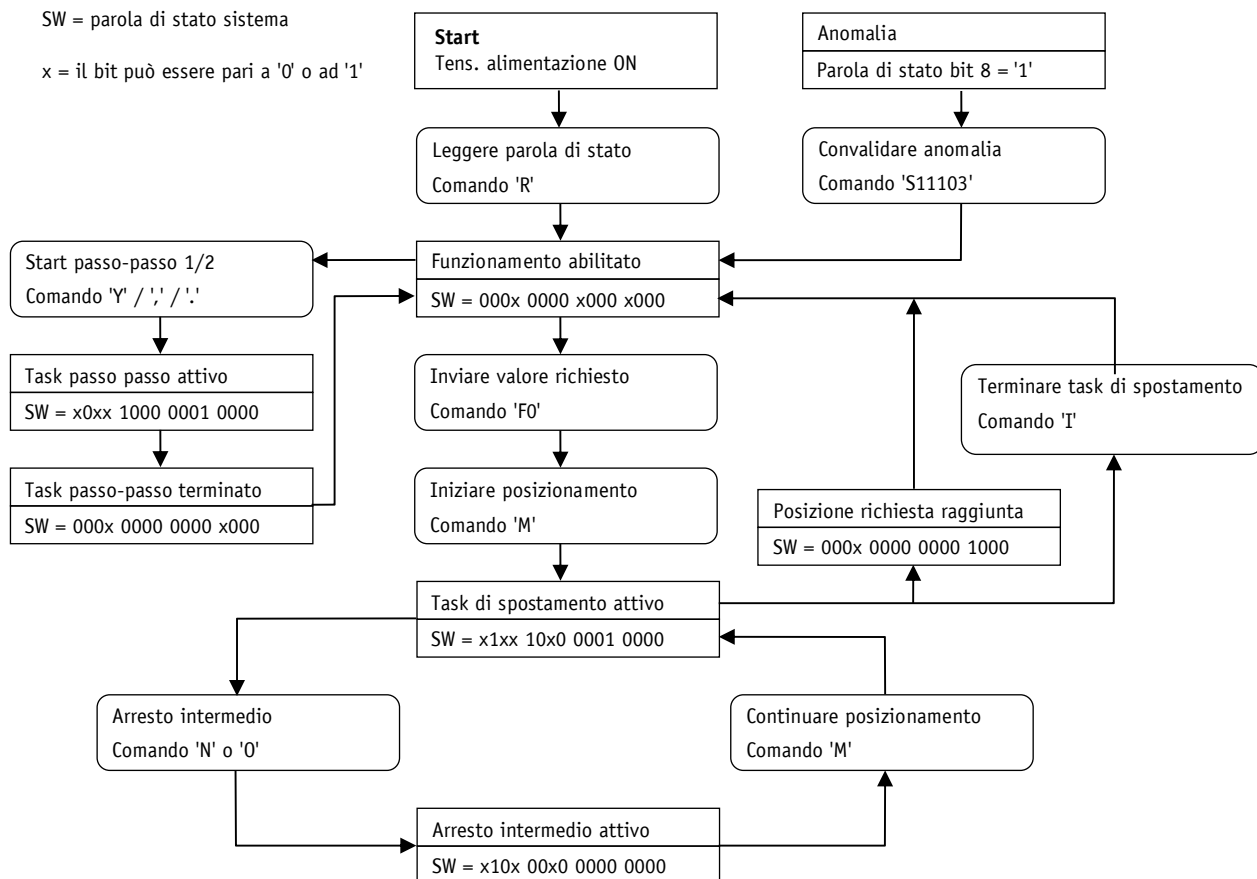 SW = parola di stato sistema
x = il bit può essere pari a '0' o ad '1'
Start
Tens. alimentazione ON
Anomalia
Parola di stato bit 8 = '1'
Leggere parola di stato
Comando 'R'
Convalidare anomalia
Comando 'S11103'
Start passo-passo 1/2
Comando 'Y' / ',' / '.'
Funzionamento abilitato
SW = 000x 0000 x000 x000
Task passo passo attivo
SW = x0xx 1000 0001 0000
Inviare valore richiesto
Comando 'F0'
Terminare task di spostamento
Comando 'I'
Task passo-passo terminato
SW = 000x 0000 0000 x000
Iniziare posizionamento
Comando 'M'
Posizione richiesta raggiunta
SW = 000x 0000 0000 1000
Task di spostamento attivo
SW = x1xx 10x0 0001 0000
Arresto intermedio
Comando 'N' o 'O'
Continuare posizionamento
Comando 'M'
Arresto intermedio attivo
SW = x10x 00x0 0000 0000